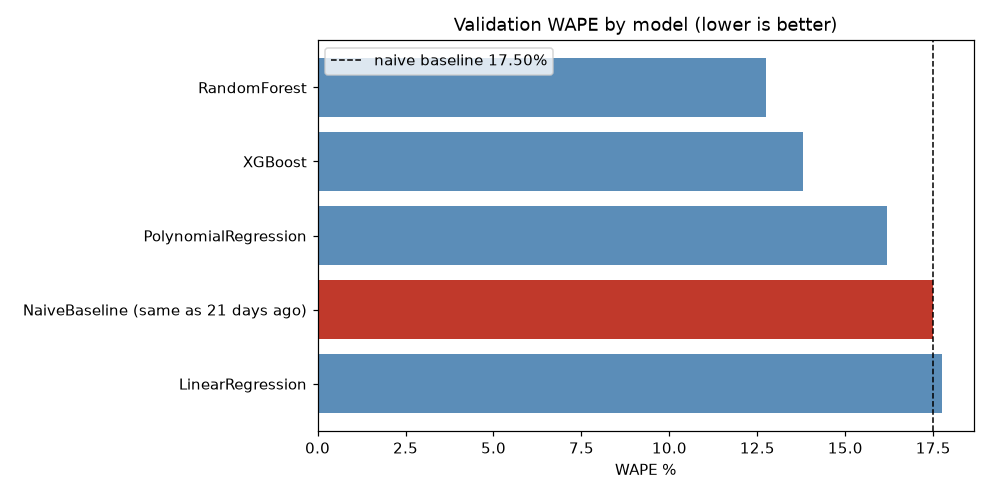 Validation WAPE by model (lower is better)
naive baseline 17.50%
RandomForest
XGBoost
PolynomialRegression
NaiveBaseline (same as 21 days ago)
LinearRegression
0.0 2.5 5.0 7.5 10.0 12.5 15.0 17.5
WAPE %